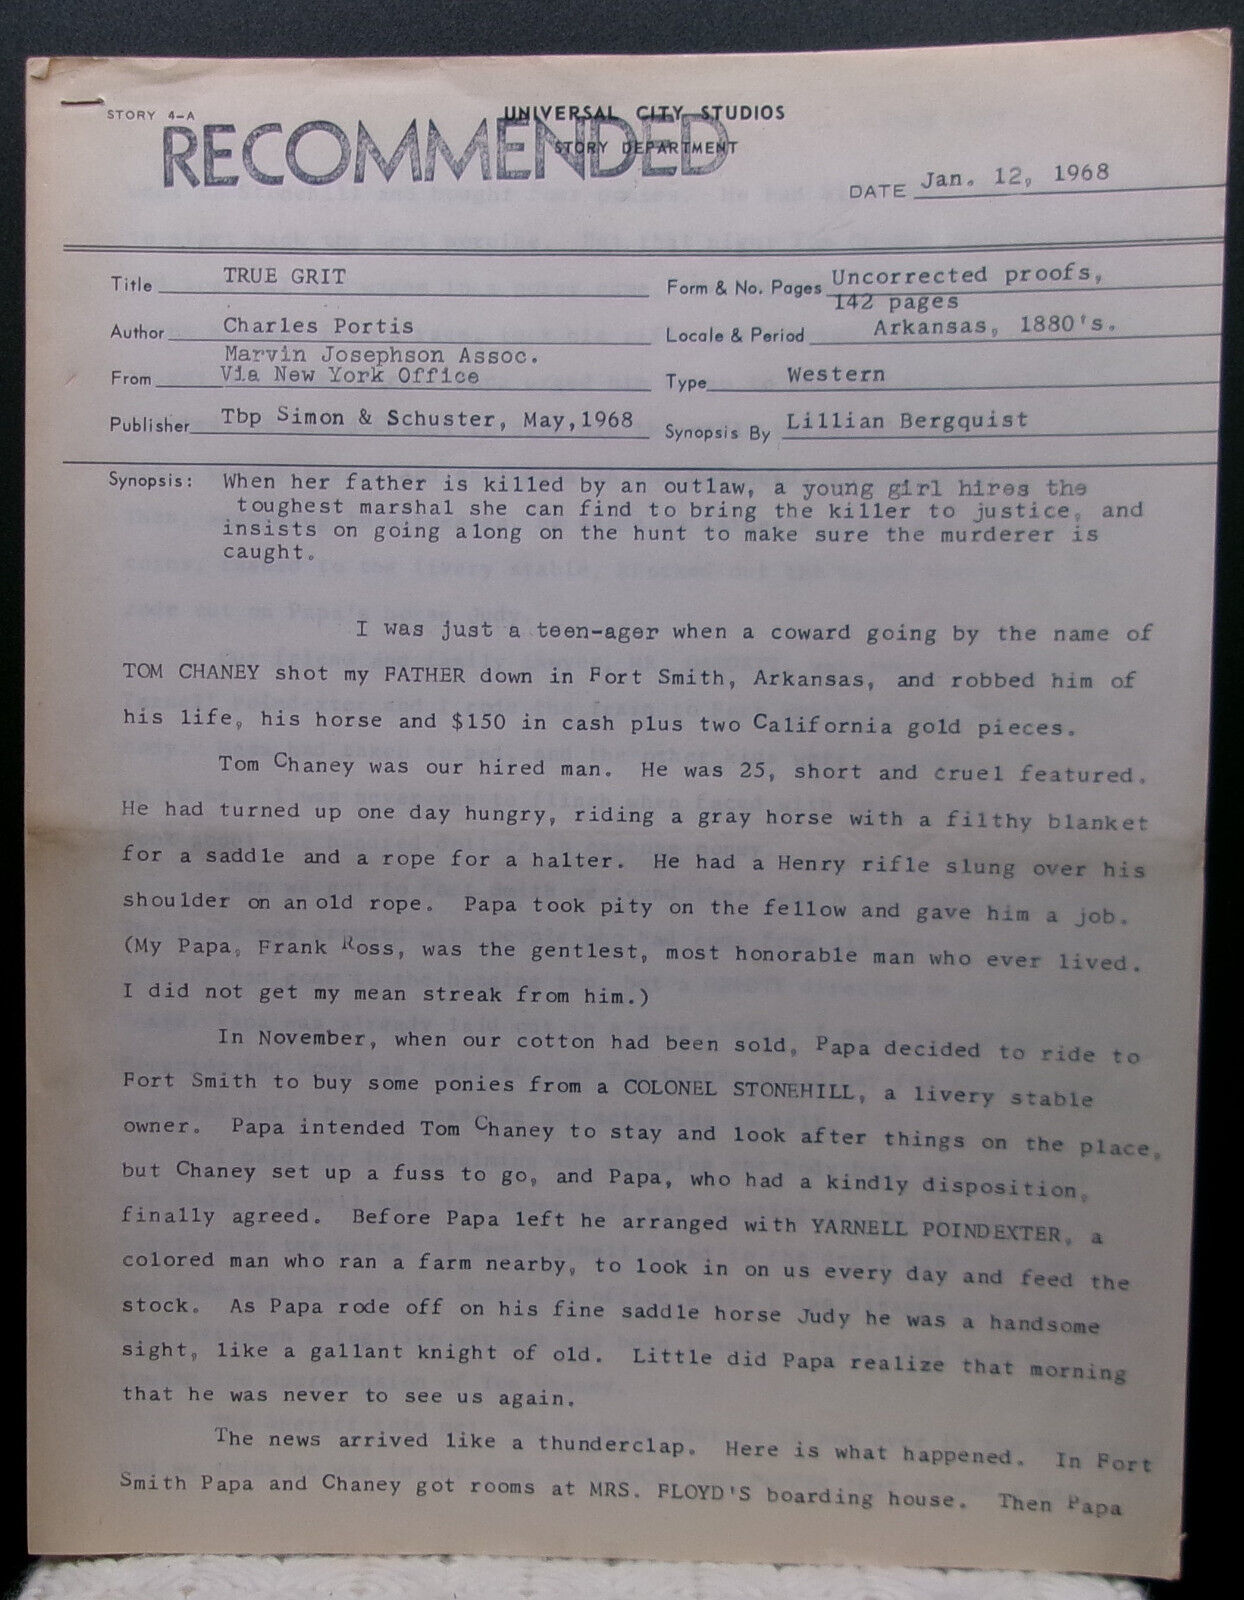 STORY 4-A
UNIVERSAL CITY STUDIOS
RECOMMENDED
STORY DEPARTMENT
DATE Jan. 12, 1968
Title TRUE GRIT
Form & No. Pages Uncorrected proofs,
142 pages
Author Charles Portis
Locale & Period Arkansas, 1880's.
Marvin Josephson Assoc.
From Via New York Office
Type Western
Publisher Tbp Simon & Schuster, May,1968
Synopsis By Lillian Bergquist
Synopsis: When her father is killed by an outlaw, a young girl hires the
toughest marshal she can find to bring the killer to justice, and
insists on going along on the hunt to make sure the murderer is
caught.
I was just a teen-ager when a coward going by the name of
TOM CHANEY shot my FATHER down in Fort Smith, Arkansas, and robbed him of
his life, his horse and $150 in cash plus two California gold pieces.
Tom Chaney was our hired man. He was 25, short and cruel featured.
He had turned up one day hungry, riding a gray horse with a filthy blanket
for a saddle and a rope for a halter. He had a Henry rifle slung over his
shoulder on an old rope. Papa took pity on the fellow and gave him a job.
(My Papa, Frank Ross, was the gentlest, most honorable man who ever lived.
I did not get my mean streak from him.)
In November, when our cotton had been sold, Papa decided to ride to
Fort Smith to buy some ponies from a COLONEL STONEHILL, a livery stable
owner. Papa intended Tom Chaney to stay and look after things on the place,
but Chaney set up a fuss to go, and Papa, who had a kindly disposition,
finally agreed. Before Papa left he arranged with YARNELL POINDEXTER, a
colored man who ran a farm nearby, to look in on us every day and feed the
stock. As Papa rode off on his fine saddle horse Judy he was a handsome
sight, like a gallant knight of old. Little did Papa realize that morning
that he was never to see us again.
The news arrived like a thunderclap. Here is what happened. In Fort
Smith Papa and Chaney got rooms at MRS. FLOYD'S boarding house. Then Papa